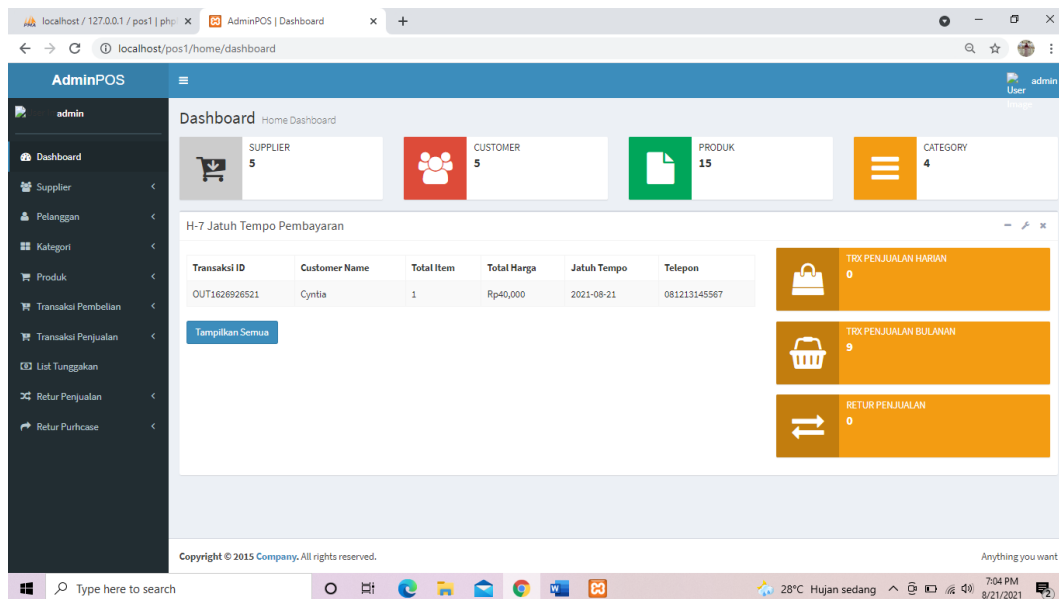 localhost / 127.0.0.1 / pos1 | php
AdminPOS | Dashboard
localhost/pos1/home/dashboard
AdminPOS
User Image
admin
admin
Dashboard Home Dashboard
Dashboard
Supplier
Pelanggan
Kategori
Produk
Transaksi Pembelian
Transaksi Penjualan
List Tunggakan
Retur Penjualan
Retur Purhcase
SUPPLIER
5
CUSTOMER
5
PRODUK
15
CATEGORY
4
H-7 Jatuh Tempo Pembayaran
Transaksi ID Customer Name Total Item Total Harga Jatuh Tempo Telepon
OUT1626926521 Cyntia 1 Rp40,000 2021-08-21 081213145567
Tampilkan Semua
TRX PENJUALAN HARIAN
0
TRX PENJUALAN BULANAN
9
RETUR PENJUALAN
0
Copyright © 2015 Company. All rights reserved.
Anything you want
Type here to search
28°C Hujan sedang
7:04 PM
8/21/2021
2